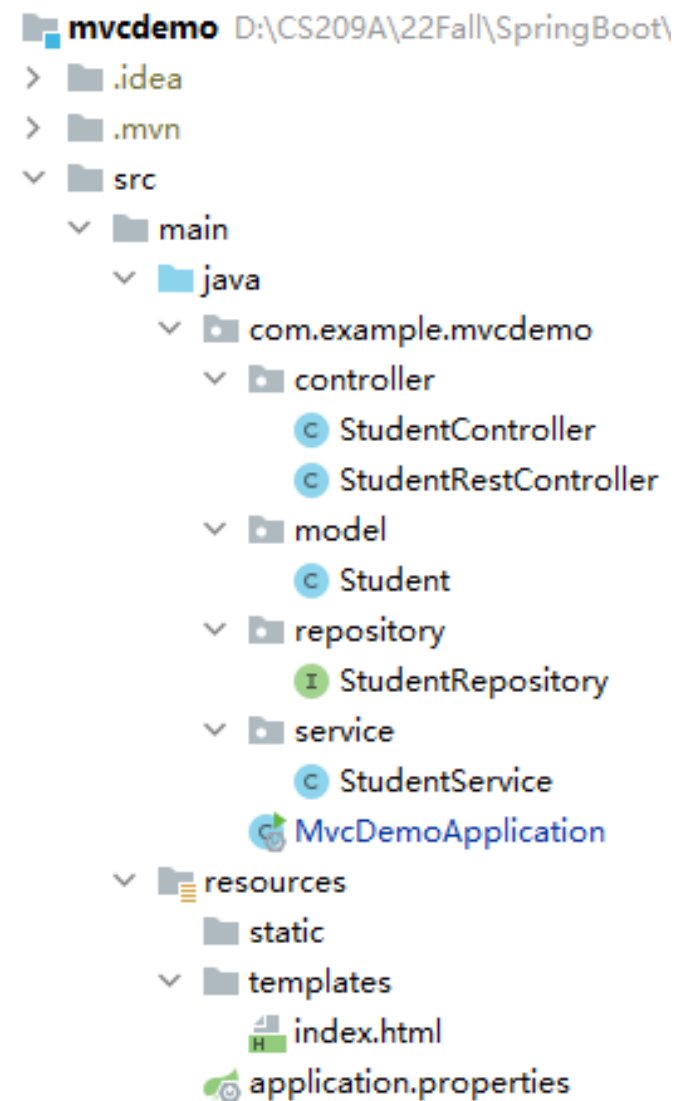 mvcdemo D:\CS209A\22Fall\SpringBoot\
.idea
.mvn
src
main
java
com.example.mvcdemo
controller
C StudentController
C StudentRestController
model
C Student
repository
I StudentRepository
service
C StudentService
C MvcDemoApplication
resources
static
templates
H index.html
application.properties